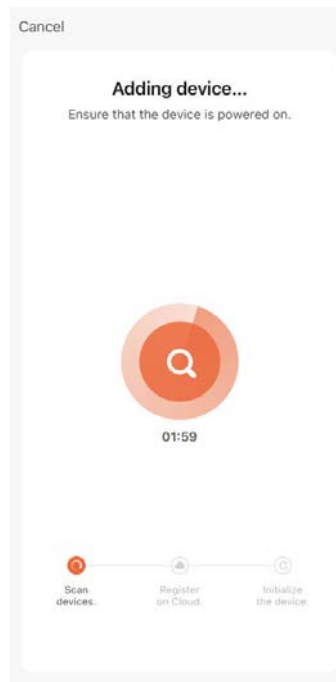 Cancel
Adding device...
Ensure that the device is powered on.
01:59
Scan
devices.
Register
on Cloud.
Initialize
the device.